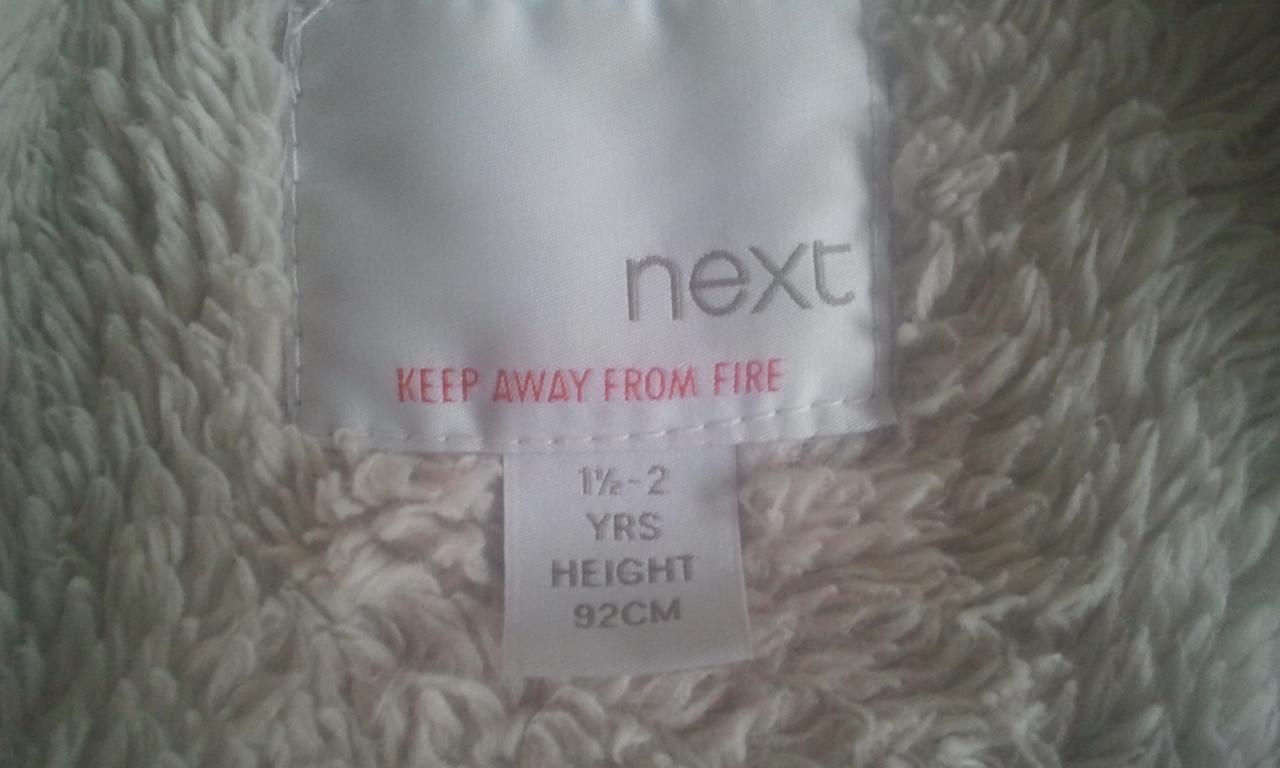 next
KEEP AWAY FROM FIRE
1½-2
YRS
HEIGHT
92CM